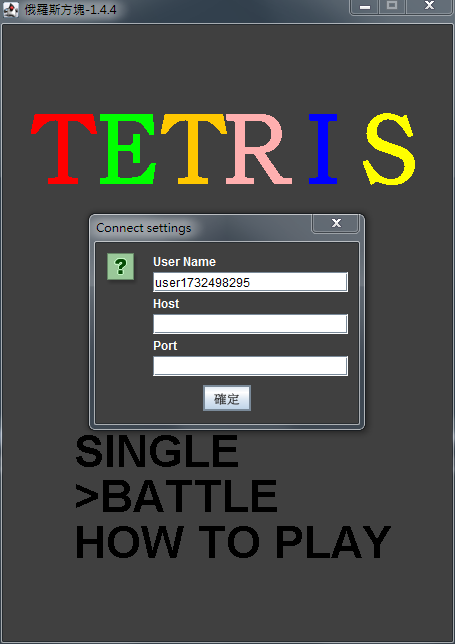 俄羅斯方塊-1.4.4
TETRIS
Connect settings
?
User Name
user1732498295
Host
Port
確定
SINGLE
>BATTLE
HOW TO PLAY